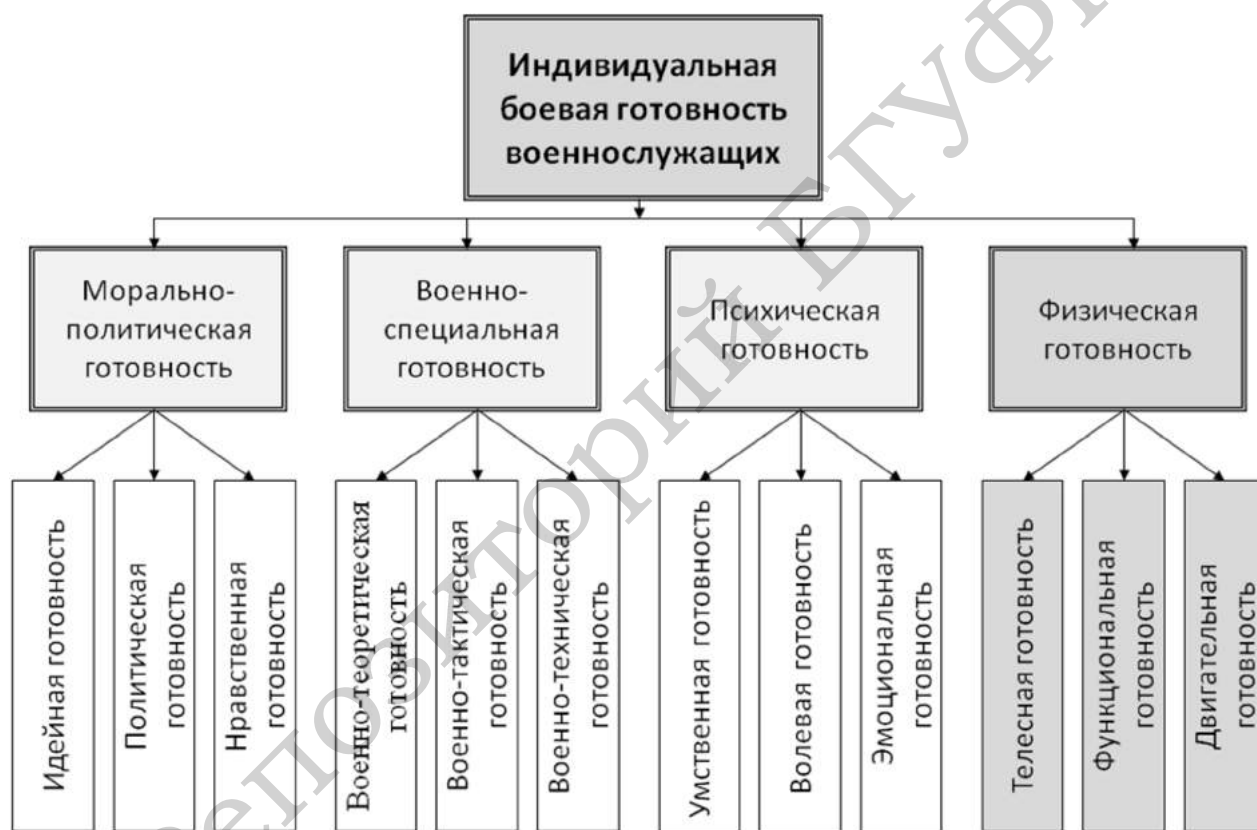 Индивидуальная
боевая готовность
военнослужащих
Морально-
политическая
готовность
Военно-
специальная
готовность
Психическая
готовность
Физическая
готовность
Идейная готовность
Политическая
готовность
Нравственная
готовность
Военно-теоретическая
готовность
Военно-тактическая
готовность
Военно-техническая
готовность
Умственная готовность
Волевая готовность
Эмоциональная
готовность
Телесная готовность
Функциональная
готовность
Двигательная
готовность